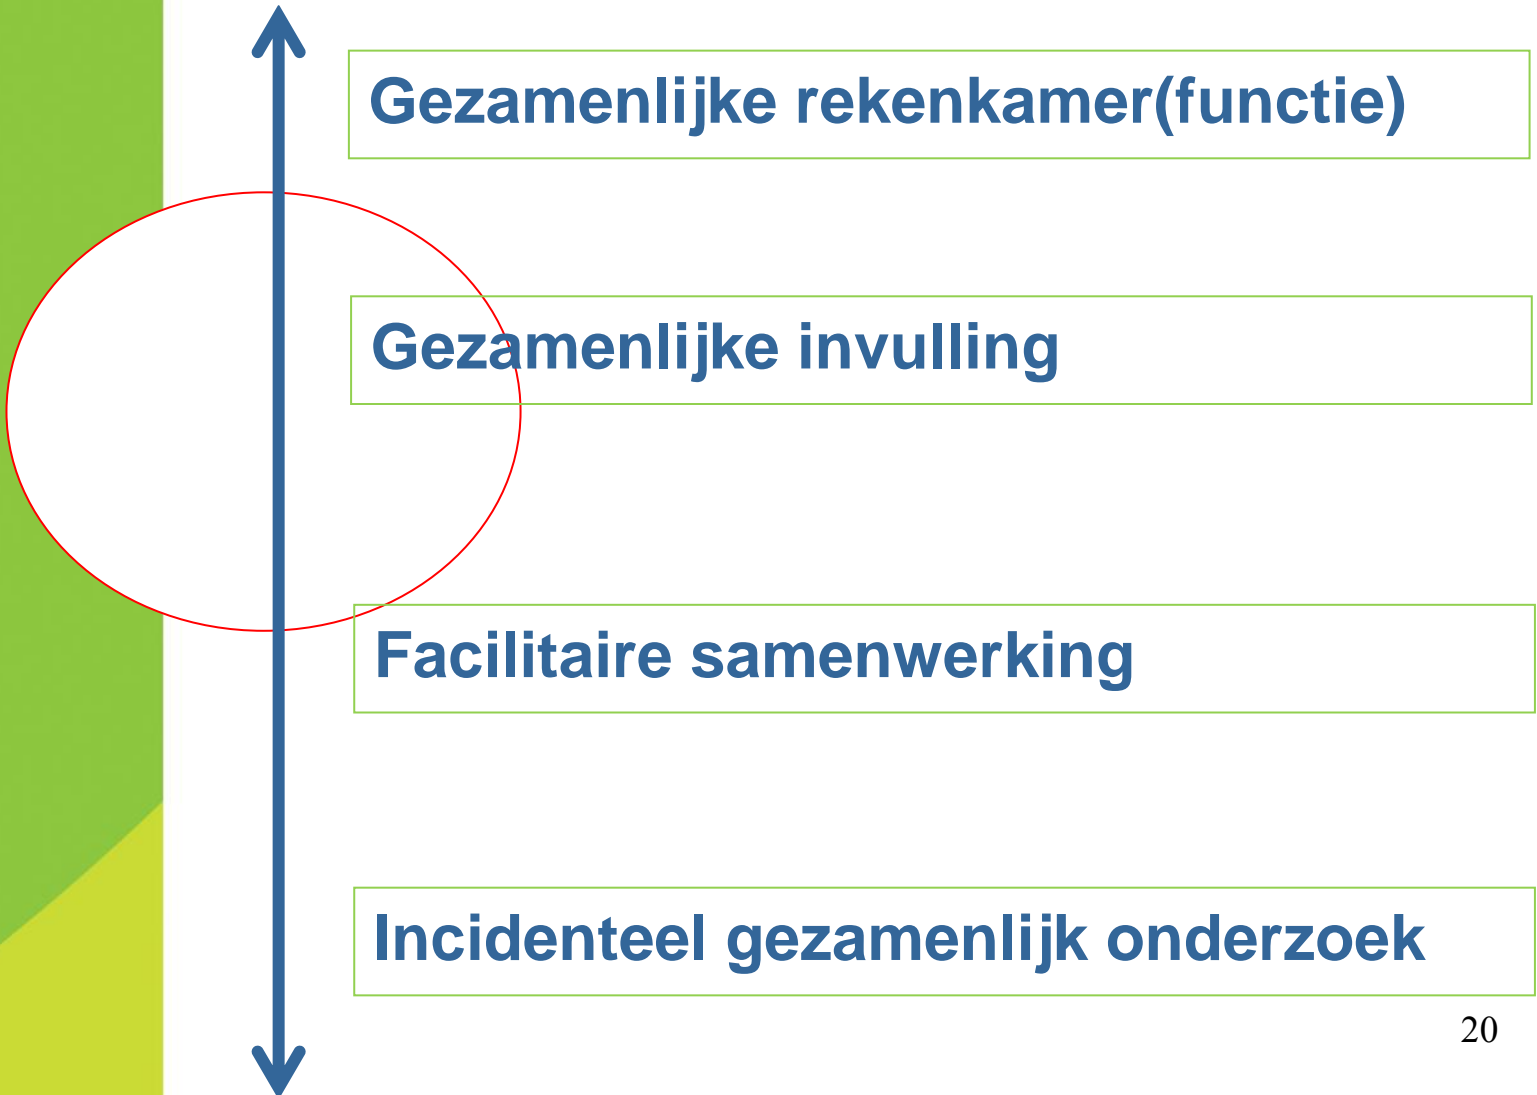 Gezamenlijke rekenkamer(functie)
Gezamenlijke invulling
Facilitaire samenwerking
Incidenteel gezamenlijk onderzoek
20